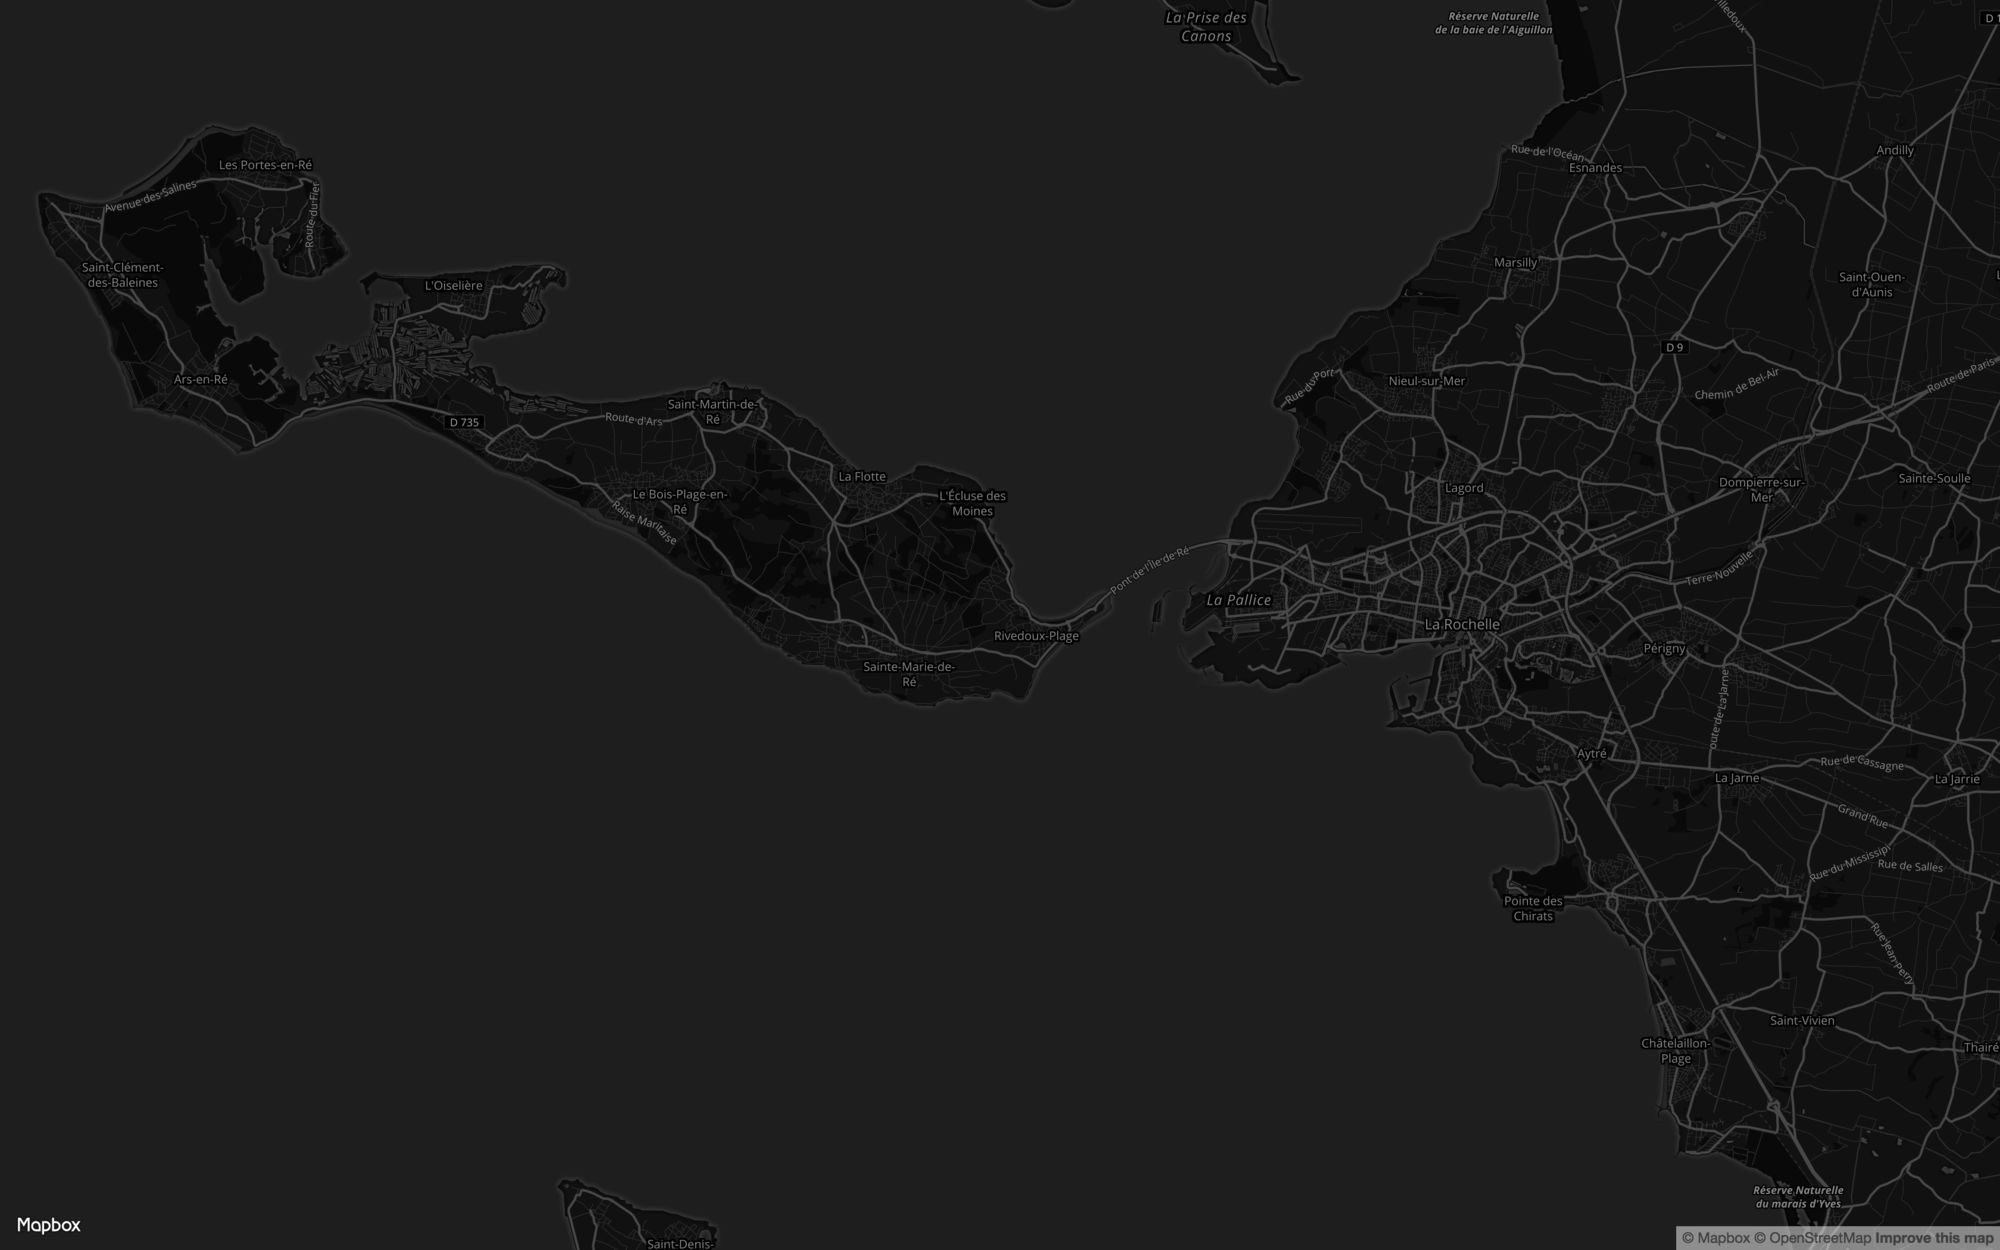 La Prise des
Canons
Réserve Naturelle
de la baie de l'Aiguillon
D 1
Les Portes-en-Ré
Avenue des Salines
Route du Fier
Rue de l'Océan
Esnandes
Andilly
Saint-Clément-
des-Baleines
L'Oiselière
Marsilly
Saint-Ouen-
d'Aunis
D 9
Ars-en-Ré
Rue du Port
Nieul-sur-Mer
Chemin de Bel-Air
Route de Paris
Saint-Martin-de-
Ré
Route d'Ars
D 735
La Flotte
L'Écluse des
Moines
Le Bois-Plage-en-
Ré
Raise Maritaise
Lagord
Dompierre-sur-
Mer
Sainte-Soulle
Pont de l'Île de Ré
Terre Nouvelle
La Pallice
La Rochelle
Rivedoux-Plage
Périgny
Sainte-Marie-de-
Ré
oute de La Jarne
Aytré
Rue de Cassagne
La Jarne
La Jarrie
Grand Rue
Rue du Mississipi
Rue de Salles
Pointe des
Chirats
Rue Jean-Perry
Saint-Vivien
Châtelaillon-
Plage
Thairé
Réserve Naturelle
du marais d'Yves
Saint-Denis-
Mapbox
© Mapbox © OpenStreetMap Improve this map